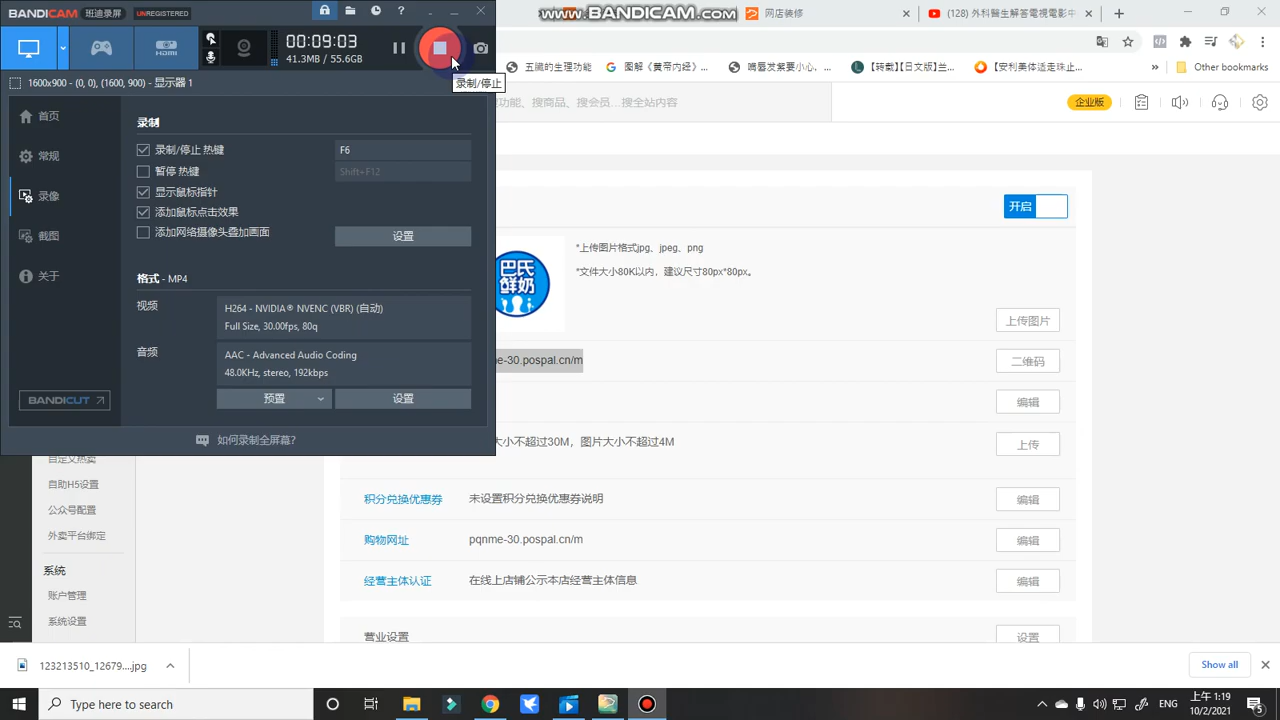 BANDICAM 班迪录屏 UNREGISTERED
www.BANDICAM.com
网店装修
(128) 外科醫生解答電視電影中
HDMI
00:09:03
41.3MB / 55.6GB
录制/停止
1600x900 - (0, 0), (1600, 900) - 显示器 1
五臟的生理功能
图解《黄帝内经》...
【转载】【日文版】兰...
安利美体适走珠止...
Other bookmarks
首页
常规
录像
截图
关于
BANDICUT
录制
录制/停止 热键
F6
暂停 热键
Shift+F12
显示鼠标指针
添加鼠标点击效果
添加网络摄像头叠加画面
设置
格式 - MP4
视频
H264 - NVIDIA® NVENC (VBR) (自动)
Full Size, 30.00fps, 80q
音频
AAC - Advanced Audio Coding
48.0KHz, stereo, 192kbps
预置
设置
如何录制全屏幕?
功能、搜商品、搜会员...搜全站内容
企业版
开启
巴氏
鲜奶
*上传图片格式jpg、jpeg、png
*文件大小80K以内，建议尺寸80px*80px。
上传图片
me-30.pospal.cn/m
二维码
编辑
大小不超过30M，图片大小不超过4M
上传
积分兑换优惠券
未设置积分兑换优惠券说明
编辑
购物网址
pqnme-30.pospal.cn/m
编辑
经营主体认证
在线上店铺公示本店经营主体信息
编辑
营业设置
设置
自定义热卖
自助H5设置
公众号配置
外卖平台绑定
系统
账户管理
系统设置
123213510_12679....jpg
Show all
Type here to search
ENG
上午 1:19
10/2/2021
5